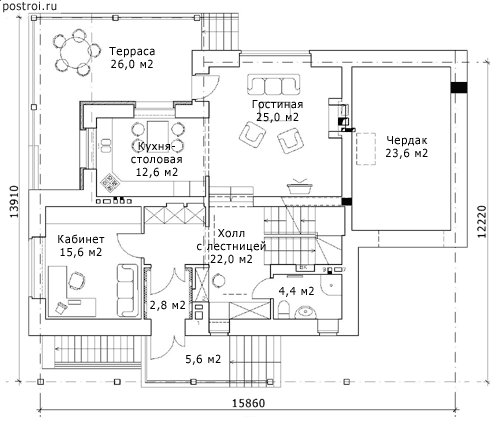 postroi.ru
Терраса
26,0 м2
Гостиная
25,0 м2
Чердак
23,6 м2
Кухня-
столовая
12,6 м2
13910
12220
Кабинет
15,6 м2
Холл
с лестницей
22,0 м2
4,4 м2
2,8 м2
5,6 м2
15860